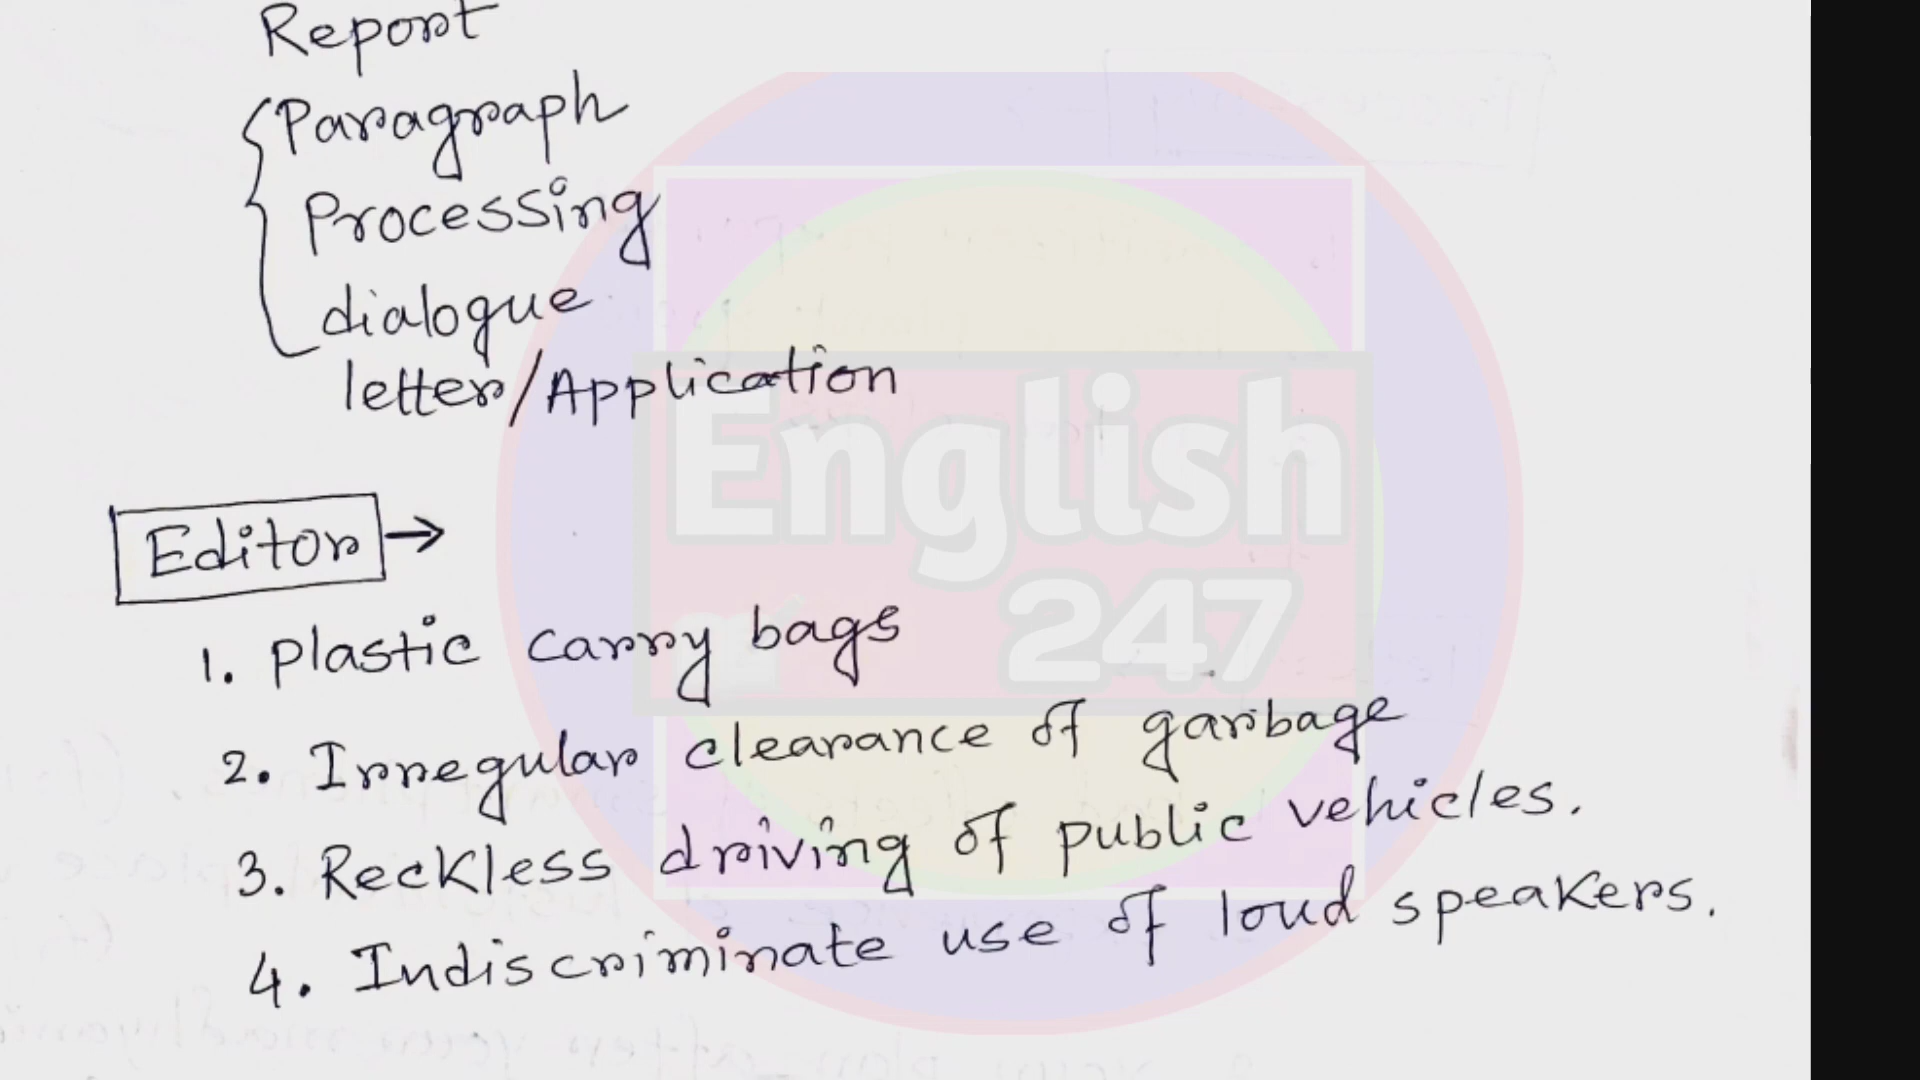 Report
Paragraph
Processing
dialogue
letter/Application
Editor →
1. Plastic carry bags
2. Irregular clearance of garbage
3. Reckless driving of public vehicles.
4. Indiscriminate use of loud speakers.
English
247